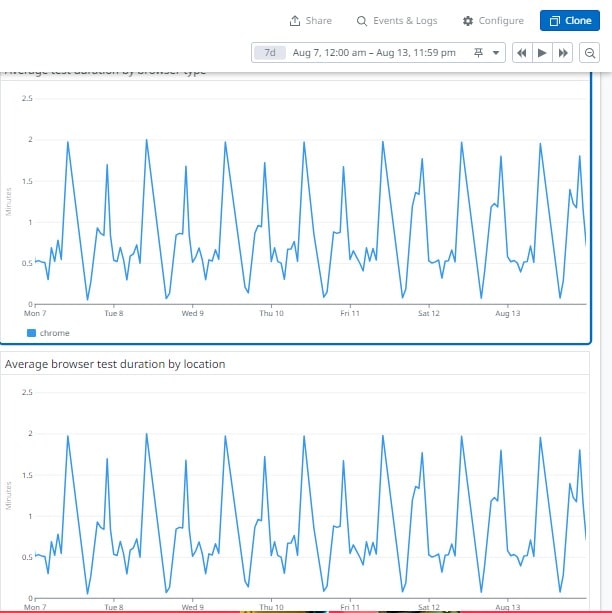 Share Events & Logs Configure Clone
7d Aug 7, 12:00 am – Aug 13, 11:59 pm
Average test duration by browser type
2.5
2
1.5
1
0.5
0
Minutes
Mon 7 Tue 8 Wed 9 Thu 10 Fri 11 Sat 12 Aug 13
chrome
Average browser test duration by location
2.5
2
1.5
1
0.5
0
Minutes
Mon 7 Tue 8 Wed 9 Thu 10 Fri 11 Sat 12 Aug 13